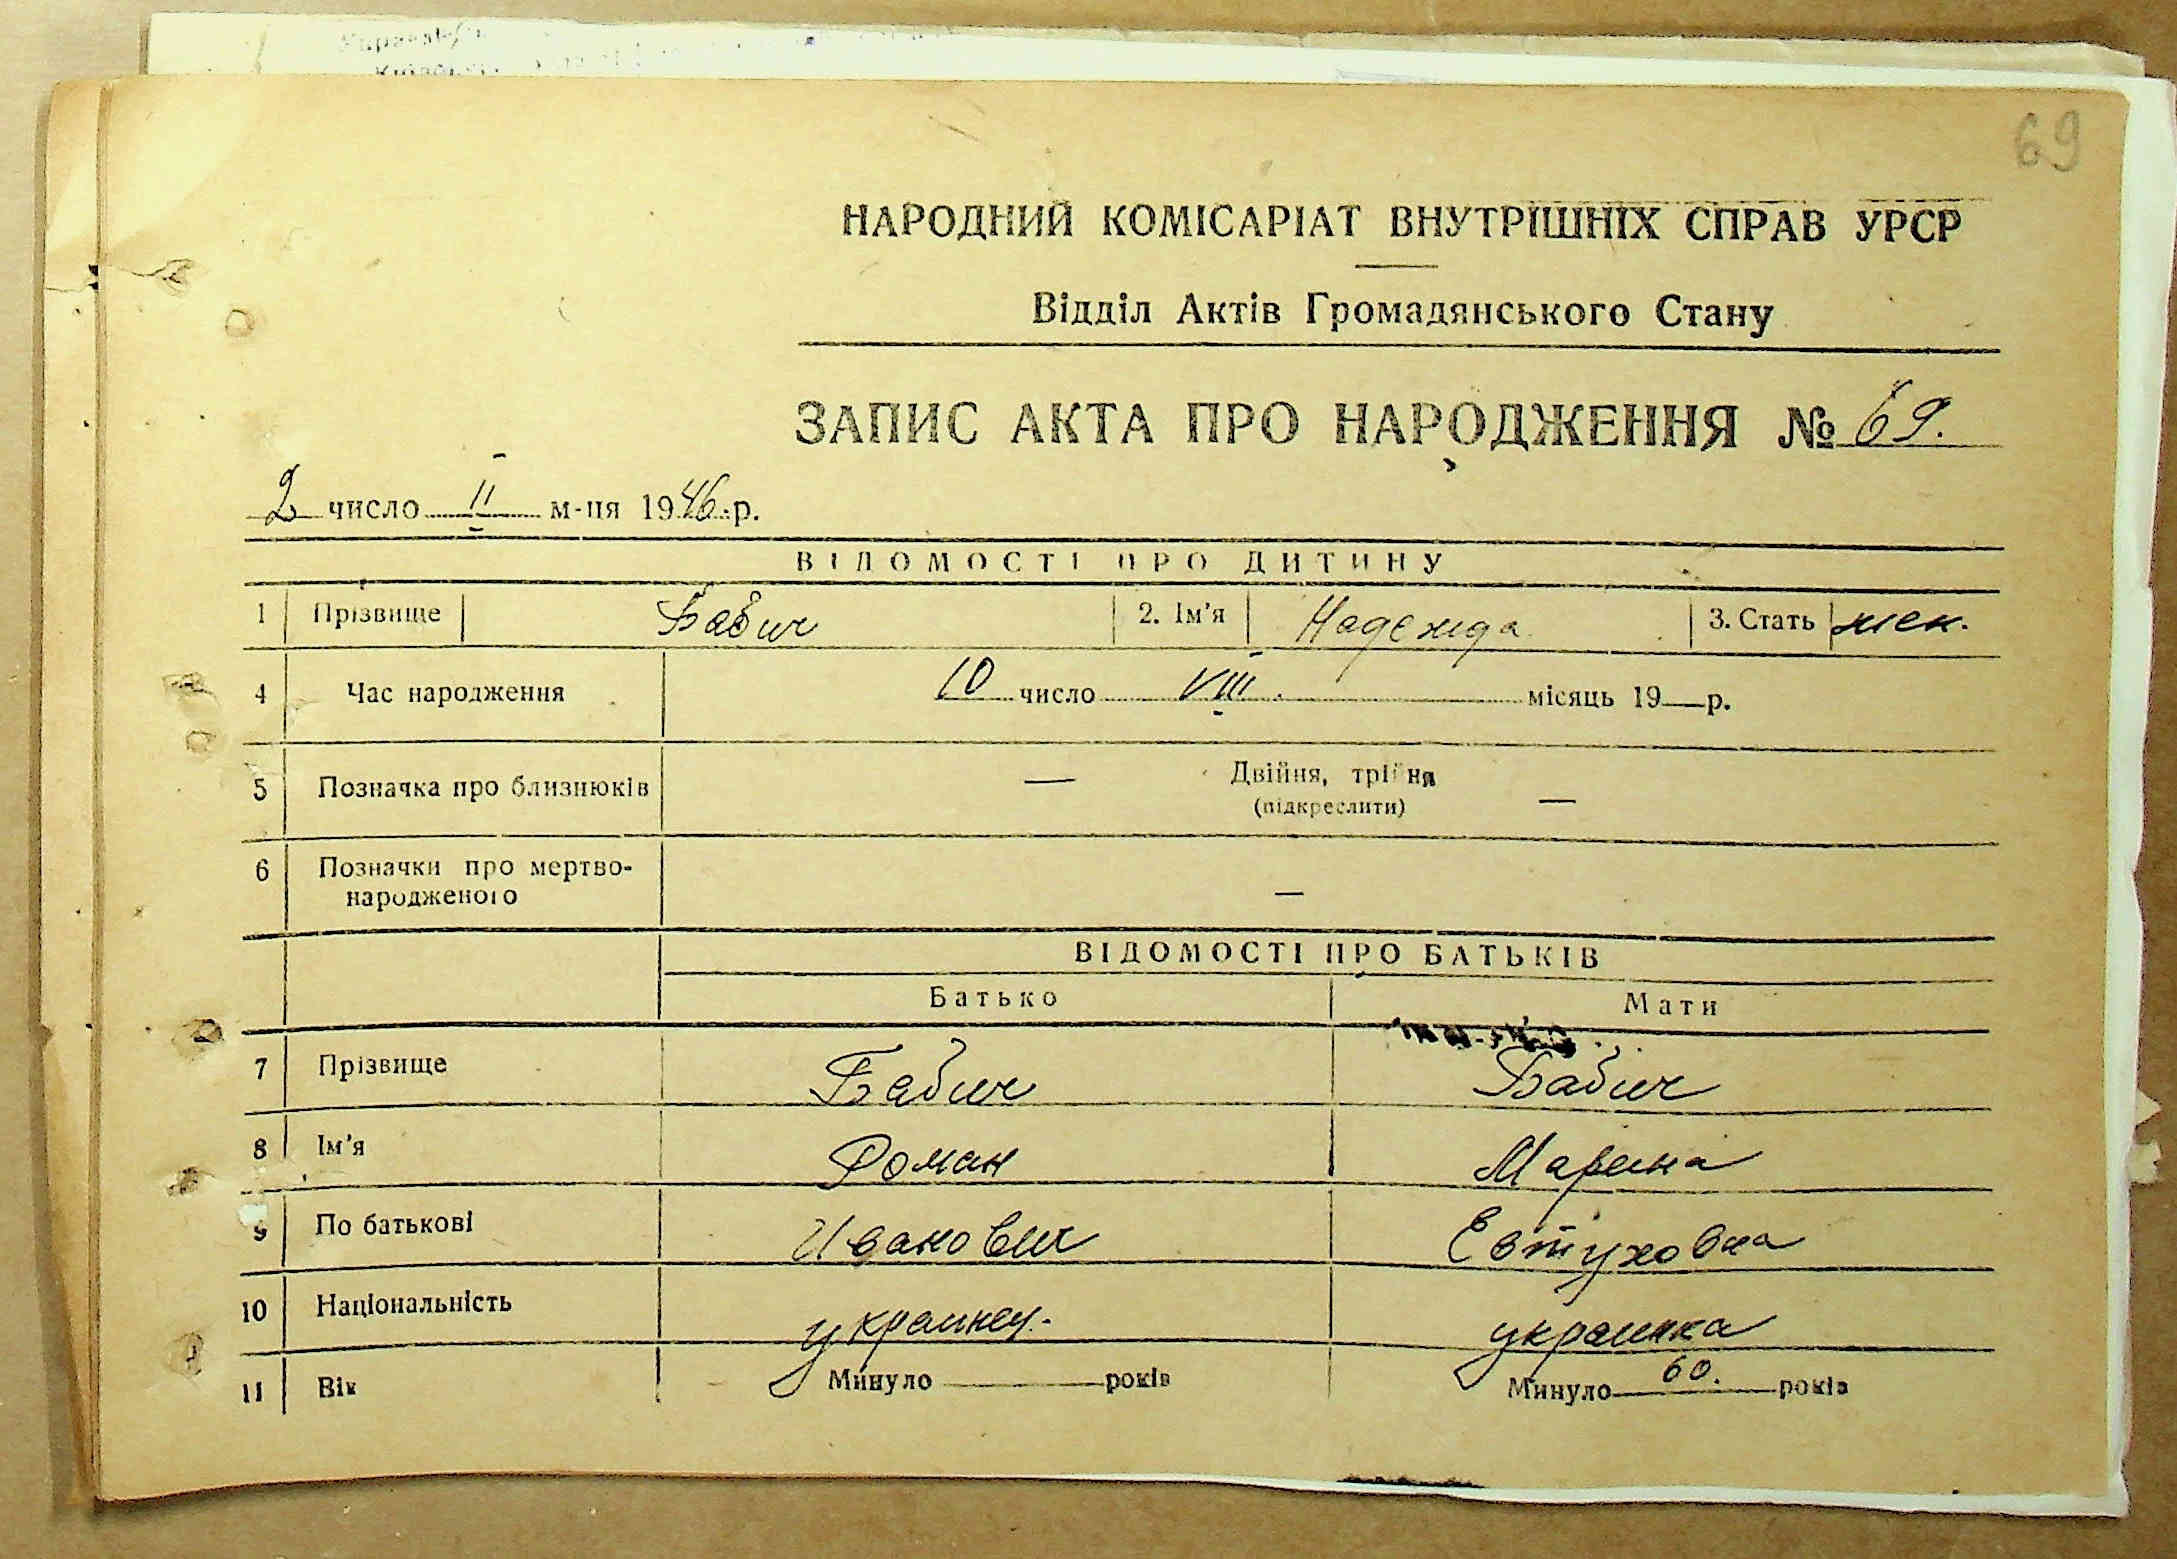 69
НАРОДНИЙ КОМІСАРІАТ ВНУТРІШНІХ СПРАВ УРСР
Відділ Актів Громадянського Стану
ЗАПИС АКТА ПРО НАРОДЖЕННЯ № 69.
2 число II м-ця 1946 р.
ВІДОМОСТІ ПРО ДИТИНУ
1 Прізвище Бабич 2. Ім'я Надежда 3. Стать жен.
4 Час народження 10 число VIII. місяць 19—р.
5 Позначка про близнюків — Двійня, трійня
(підкреслити) —
6 Позначки про мертво-
народженого —
ВІДОМОСТІ ПРО БАТЬКІВ
Батько Мати
7 Прізвище Бабич Бабич
8 Ім'я Роман Марина
9 По батькові Иванович Евтуховна
10 Національність украинец. украинка
11 Вік Минуло років Минуло 60. років